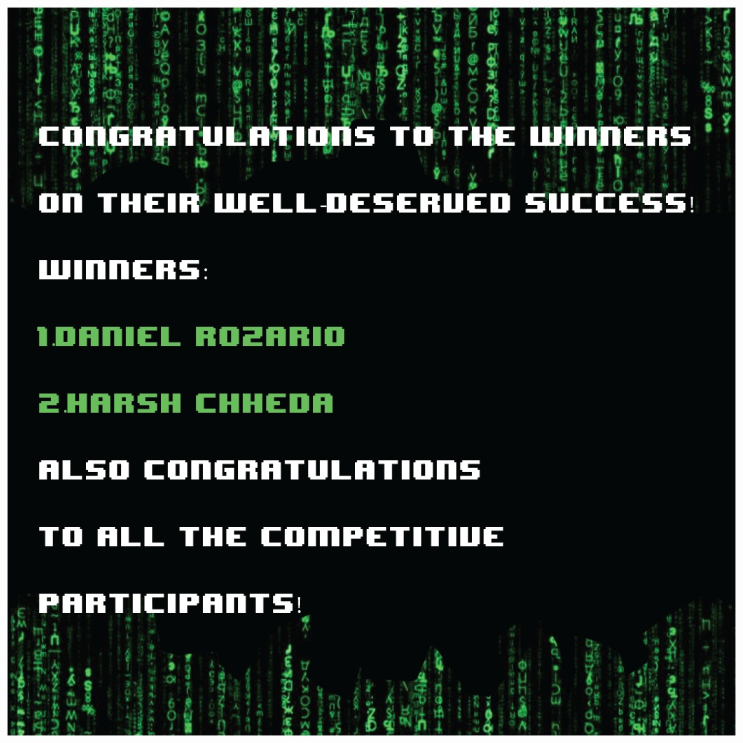 CONGRATULATIONS TO THE WINNERS
ON THEIR WELL-DESERVED SUCCESS!
WINNERS:
1.DANIEL ROZARIO
2.HARSH CHHEDA
ALSO CONGRATULATIONS
TO ALL THE COMPETITIVE
PARTICIPANTS!